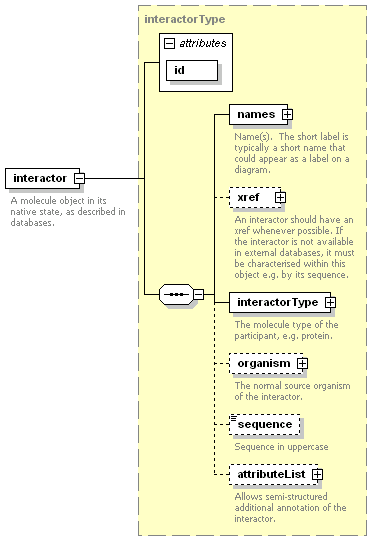 interactorType
attributes
id
interactor
A molecule object in its
native state, as described in
databases.
names
Name(s). The short label is
typically a short name that
could appear as a label on a
diagram.
xref
An interactor should have an
xref whenever possible. If
the interactor is not available
in external databases, it must
be characterised within this
object e.g. by its sequence.
interactorType
The molecule type of the
participant, e.g. protein.
organism
The normal source organism
of the interactor.
sequence
Sequence in uppercase
attributeList
Allows semi-structured
additional annotation of the
interactor.